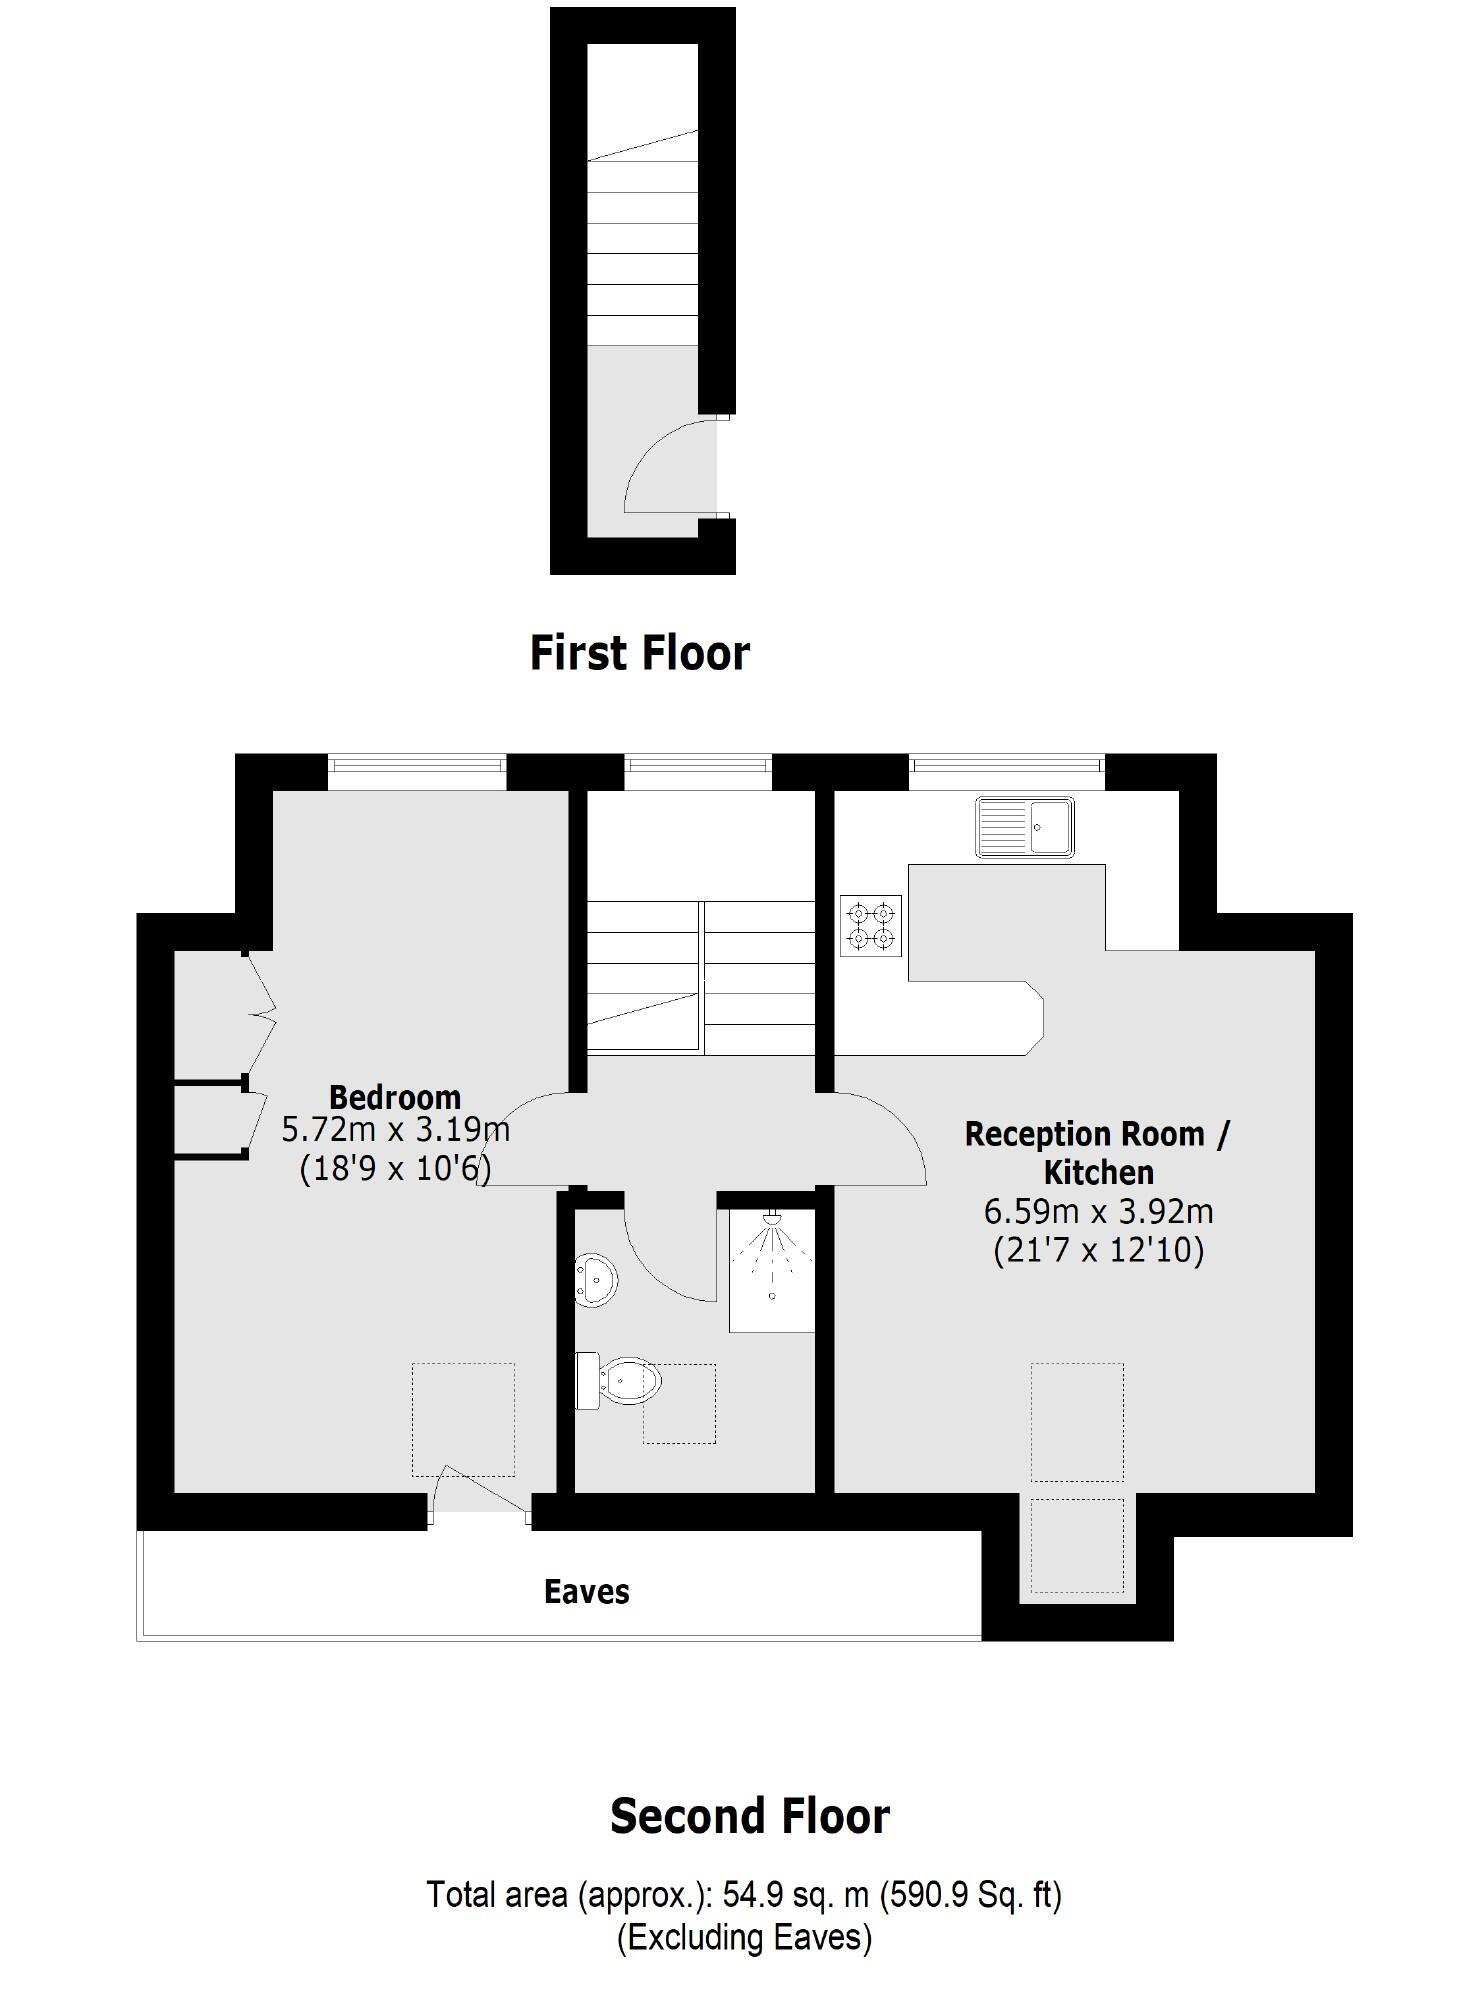 First Floor
Bedroom
5.72m x 3.19m
(18'9 x 10'6)
Reception Room /
Kitchen
6.59m x 3.92m
(21'7 x 12'10)
Eaves
Second Floor
Total area (approx.): 54.9 sq. m (590.9 Sq. ft)
(Excluding Eaves)